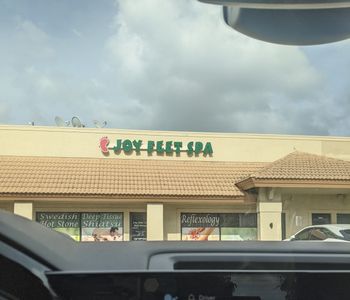 JOY FEET SPA
Swedish
Hot Stone
Deep Tissue
Shiatsu
Reflexology